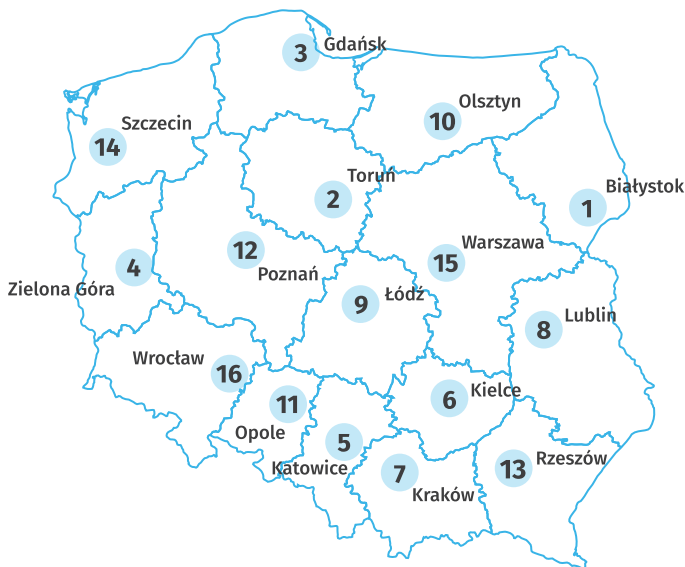 3 Gdańsk
Olsztyn
10
Szczecin
14
Toruń
2
Białystok
1
12
Poznań
Warszawa
15
4
Zielona Góra
Łódź
9
Lublin
8
Wrocław
16
Kielce
6
11
Opole
5
Katowice
Rzeszów
13
7
Kraków